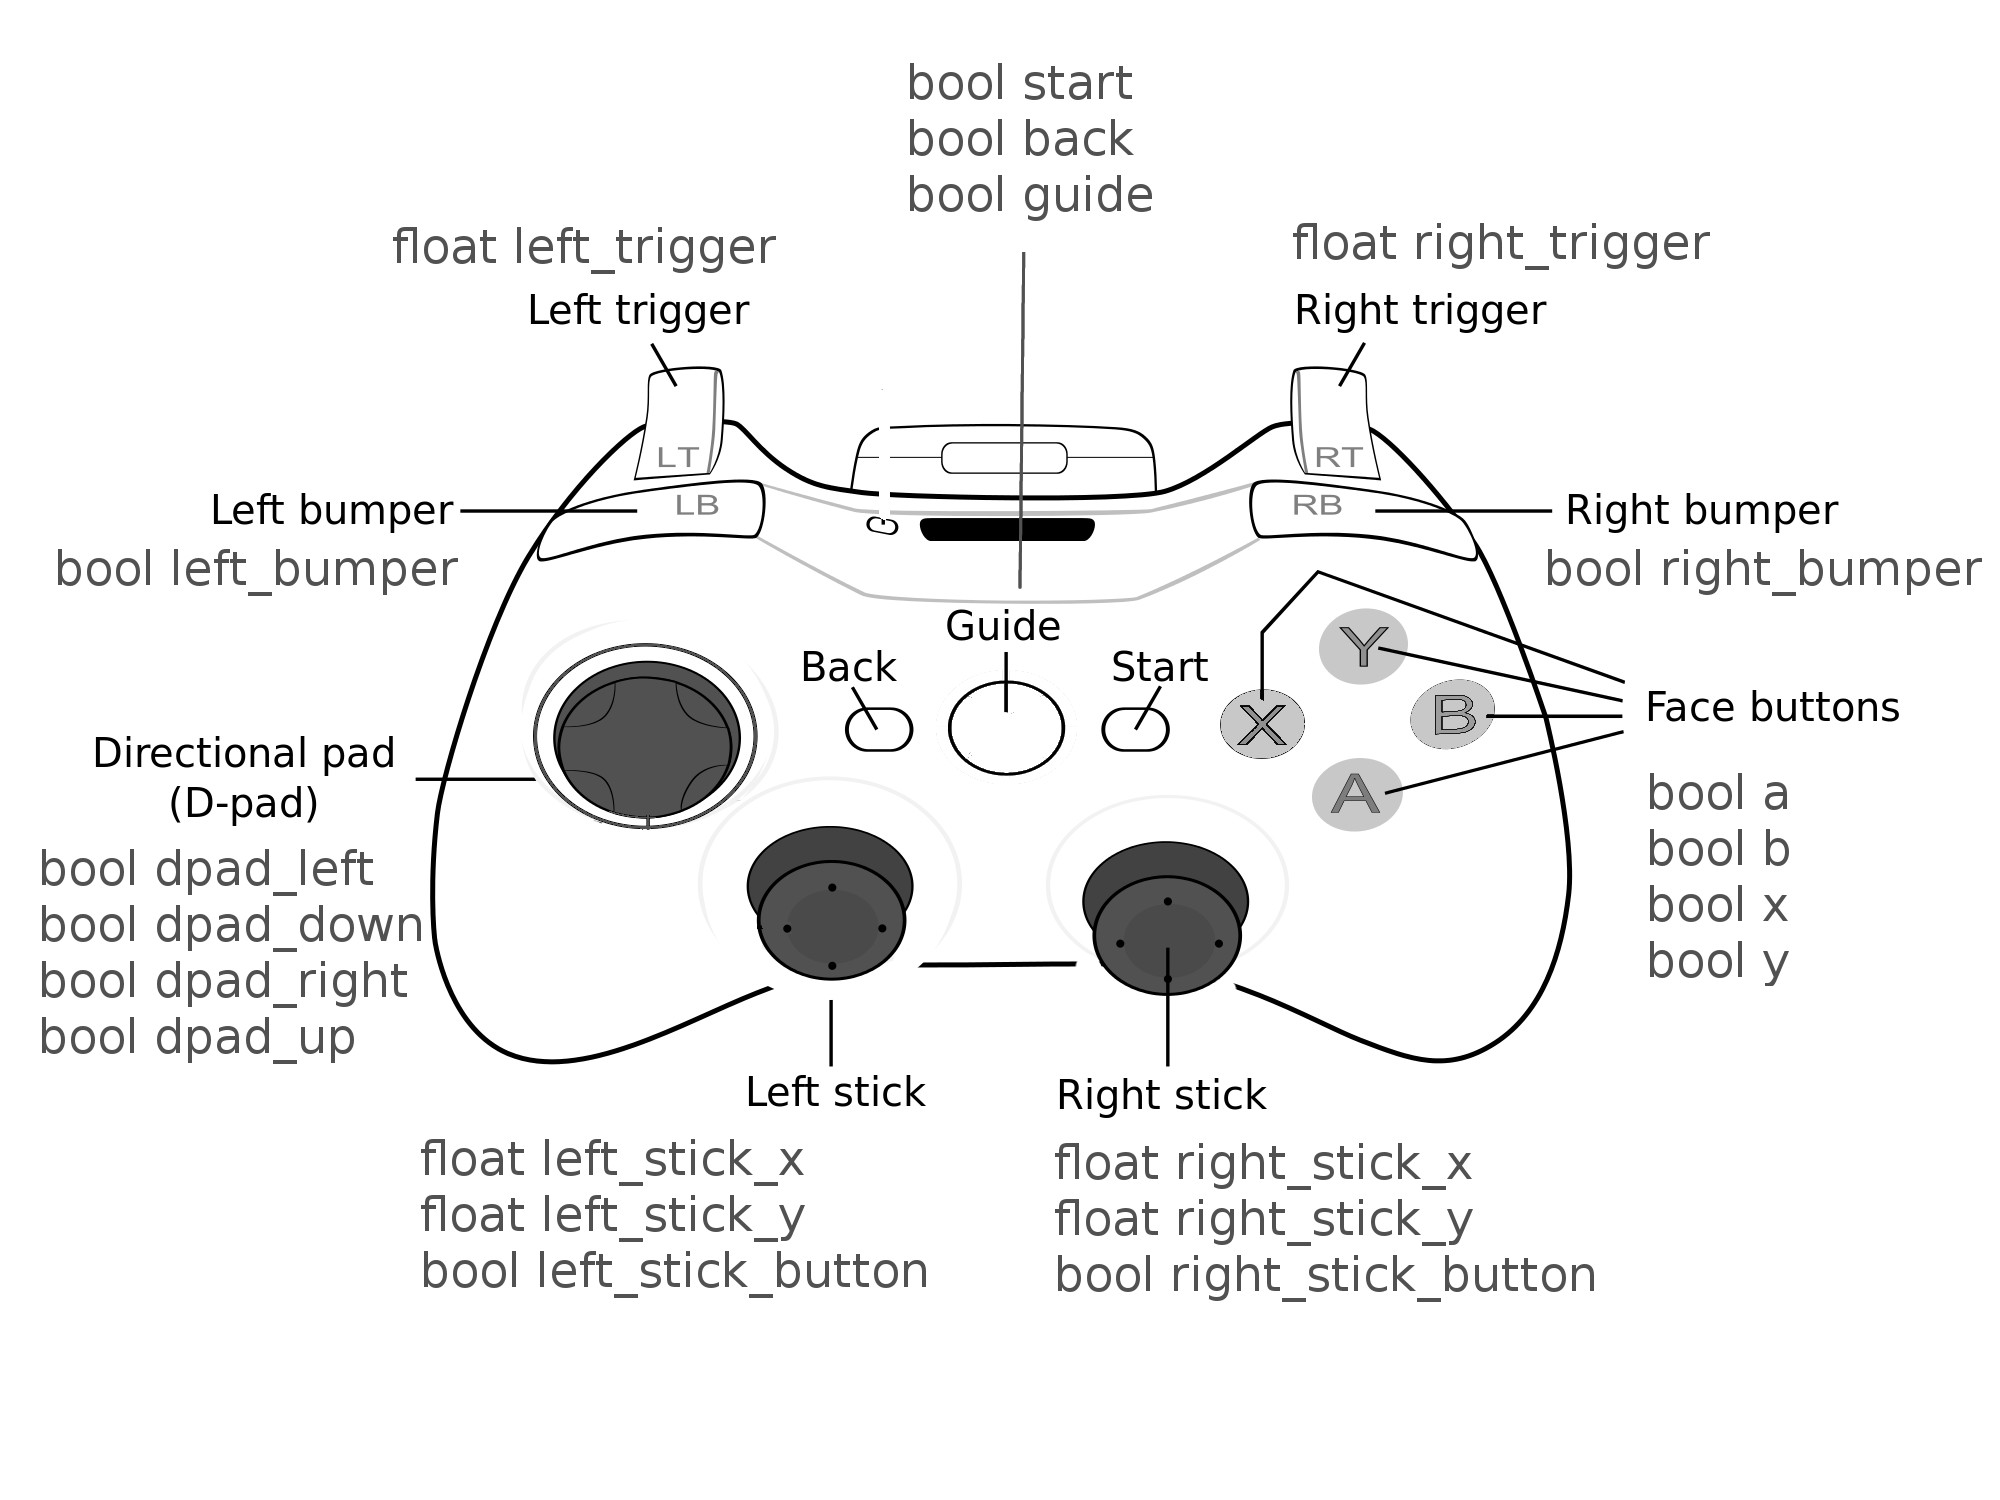 bool start
bool back
bool guide
float left_trigger
Left trigger
float right_trigger
Right trigger
LT
RT
LB
RB
Left bumper
bool left_bumper
Right bumper
bool right_bumper
Guide
Back
Start
Y
X
B
A
Face buttons
bool a
bool b
bool x
bool y
Directional pad
(D-pad)
bool dpad_left
bool dpad_down
bool dpad_right
bool dpad_up
Left stick
float left_stick_x
float left_stick_y
bool left_stick_button
Right stick
float right_stick_x
float right_stick_y
bool right_stick_button